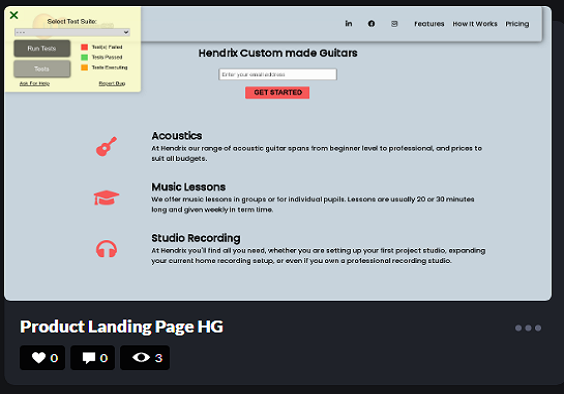 Select Test Suite:
---
Run Tests
Test(s) Failed
Tests Passed
Tests
Tests Executing
Ask For Help
Report Bug
Features
How It Works
Pricing
Hendrix Custom made Guitars
Enter your email address
GET STARTED
Acoustics
At Hendrix our range of acoustic guitar spans from beginner level to professional, and prices to
suit all budgets.
Music Lessons
We offer music lessons in groups or for individual pupils. Lessons are usually 20 or 30 minutes
long and given weekly in term time.
Studio Recording
At Hendrix you'll find all you need, whether you are setting up your first project studio, expanding
your current home recording setup, or even if you own a professional recording studio.
Product Landing Page HG
0
0
3